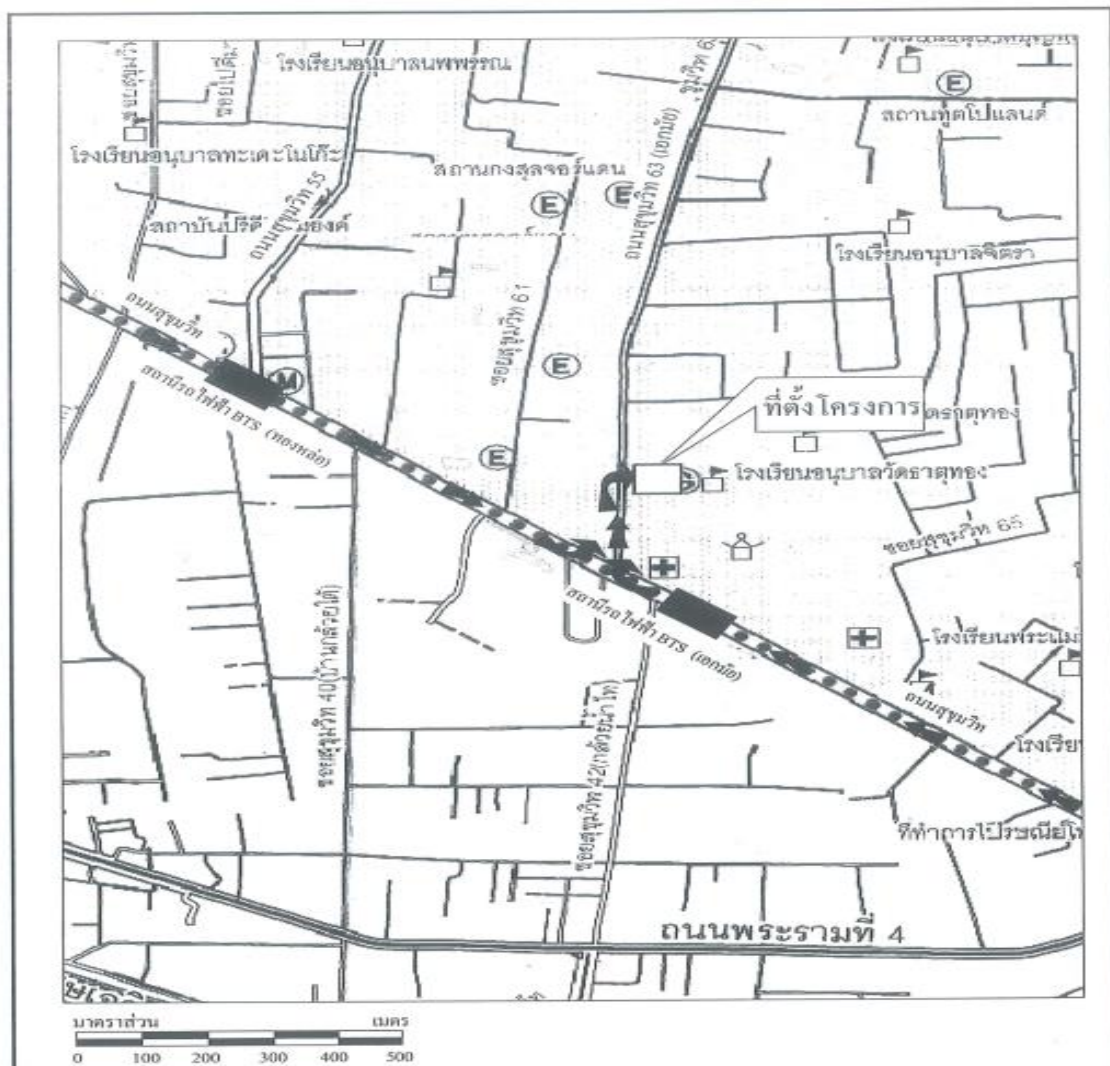 โรงเรียนอนุบาลนพพรรณ
สถานทูตโปแลนด์
โรงเรียนอนุบาลทะเดะโนโก๊ะ
สถานกงสุลจอร์แดน
ถนนสุขุมวิท 55
ถนนสุขุมวิท 63 (เอกมัย)
โรงเรียนอนุบาลจิตรา
ถนนสุขุมวิท
ซอยสุขุมวิท 61
สถานีรถไฟฟ้า BTS (ทองหล่อ)
ที่ตั้งโครงการ
ดธาตุทอง
โรงเรียนอนุบาลวัดธาตุทอง
ซอยสุขุมวิท 65
สถานีรถไฟฟ้า BTS (เอกมัย)
ซอยสุขุมวิท 40(บ้านกล้วยใต้)
ซอยสุขุมวิท 42(กล้วยน้ำไท)
ถนนสุขุมวิท
E
E
E
E
E
M
ถนนพระรามที่ 4
มาตราส่วน เมตร
0 100 200 300 400 500